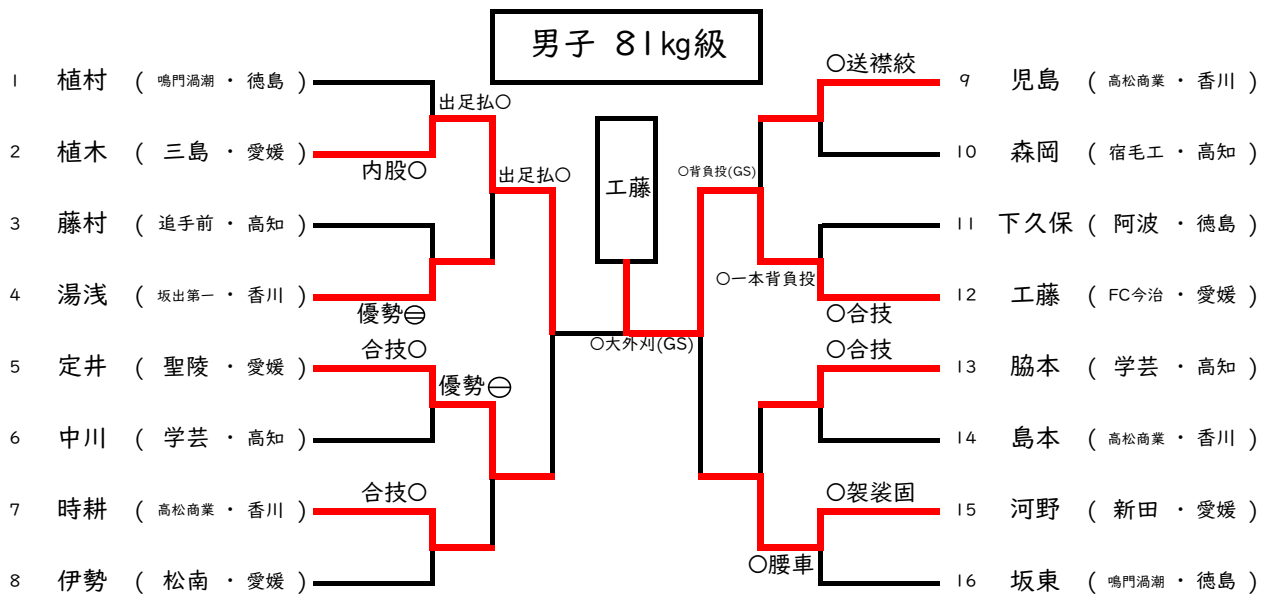 男子 81kg級
1 植村 ( 鳴門渦潮 ・ 徳島 )
2 植木 ( 三島 ・ 愛媛 )
3 藤村 ( 追手前 ・ 高知 )
4 湯浅 ( 坂出第一 ・ 香川 )
5 定井 ( 聖陵 ・ 愛媛 )
6 中川 ( 学芸 ・ 高知 )
7 時耕 ( 高松商業 ・ 香川 )
8 伊勢 ( 松南 ・ 愛媛 )
出足払○
内股○
出足払○
優勢⊖
合技○
優勢⊖
合技○
工藤
○大外刈(GS)
○送襟絞
○背負投(GS)
○一本背負投
○合技
○合技
○袈裟固
○腰車
9 児島 ( 高松商業 ・ 香川 )
10 森岡 ( 宿毛工 ・ 高知 )
11 下久保 ( 阿波 ・ 徳島 )
12 工藤 ( FC今治 ・ 愛媛 )
13 脇本 ( 学芸 ・ 高知 )
14 島本 ( 高松商業 ・ 香川 )
15 河野 ( 新田 ・ 愛媛 )
16 坂東 ( 鳴門渦潮 ・ 徳島 )